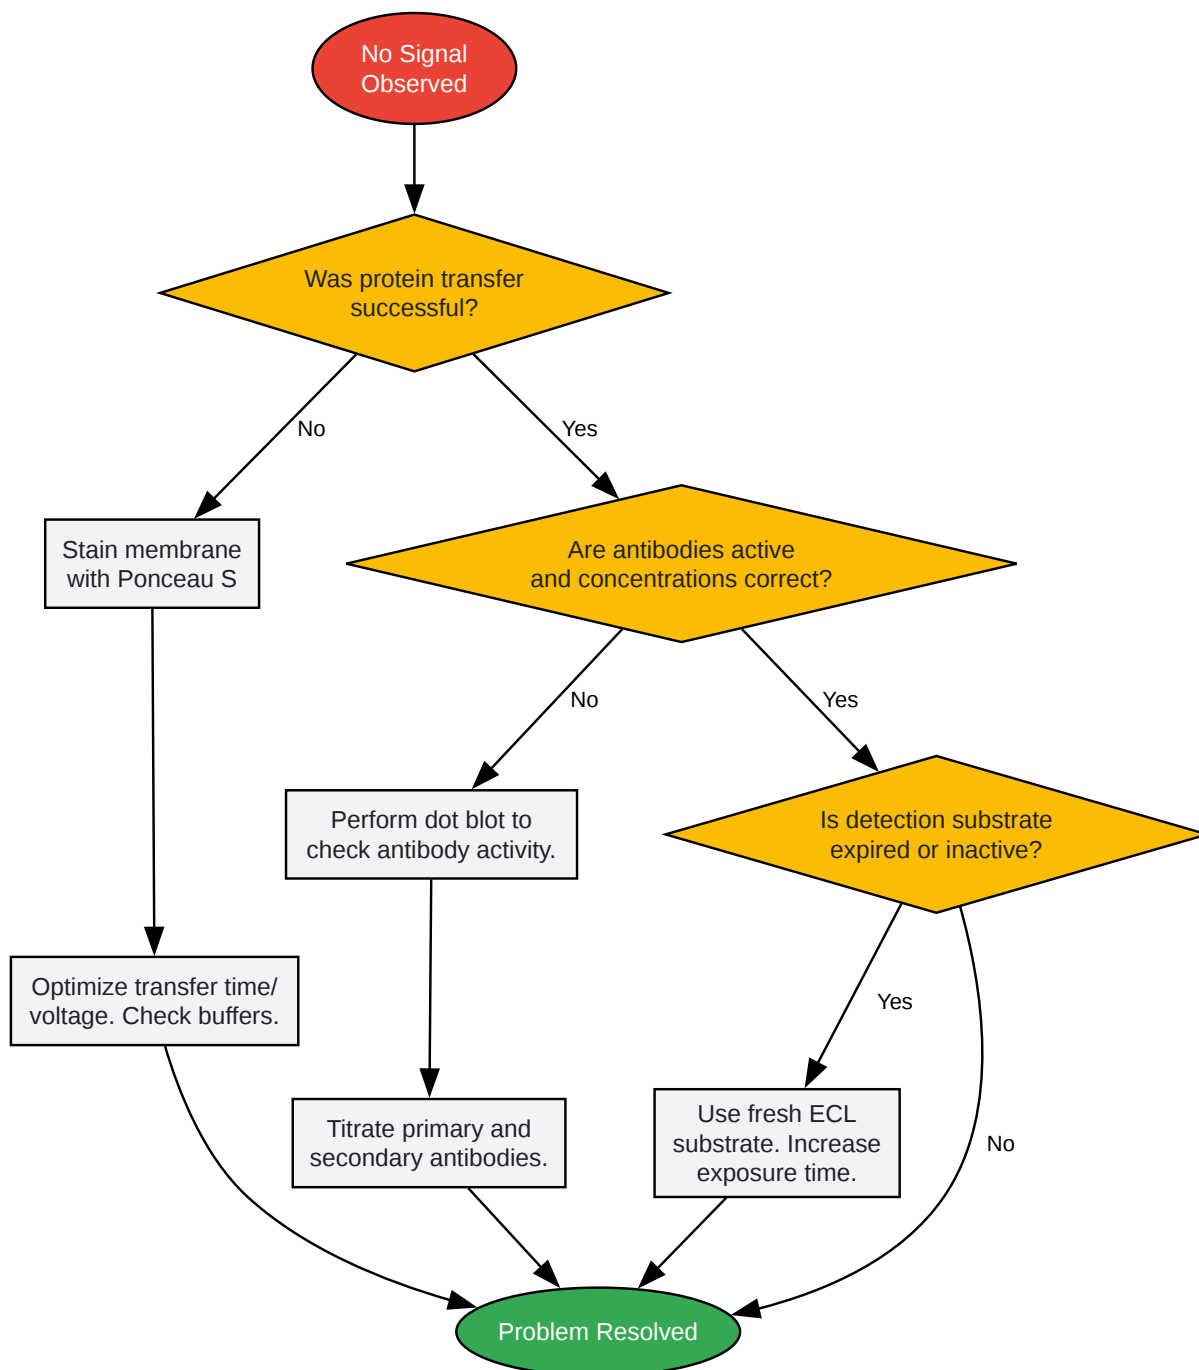 No Signal
Observed
Was protein transfer
successful?
No
Yes
Stain membrane
with Ponceau S
Are antibodies active
and concentrations correct?
No
Yes
Perform dot blot to
check antibody activity.
Is detection substrate
expired or inactive?
Optimize transfer time/
voltage. Check buffers.
Yes
Titrate primary and
secondary antibodies.
Use fresh ECL
substrate. Increase
exposure time.
No
Problem Resolved